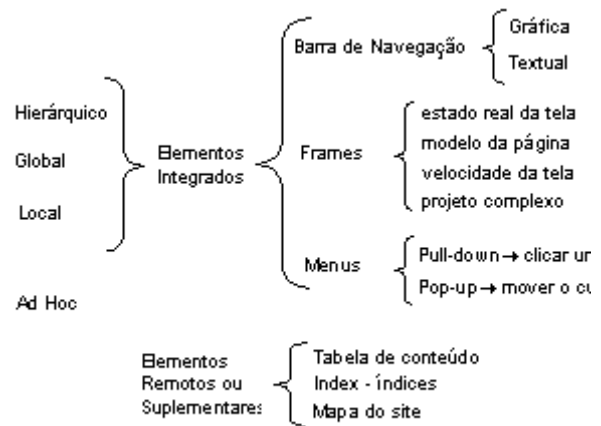 Hierárquico
Global
Local
Ad Hoc
Elementos
Integrados
Barra de Navegação
Gráfica
Textual
Frames
estado real da tela
modelo da página
velocidade da tela
projeto complexo
Menus
Pull-down → clicar
Pop-up → mover o
Elementos
Remotos ou
Suplementares
Tabela de conteúdo
Index - índices
Mapa do site